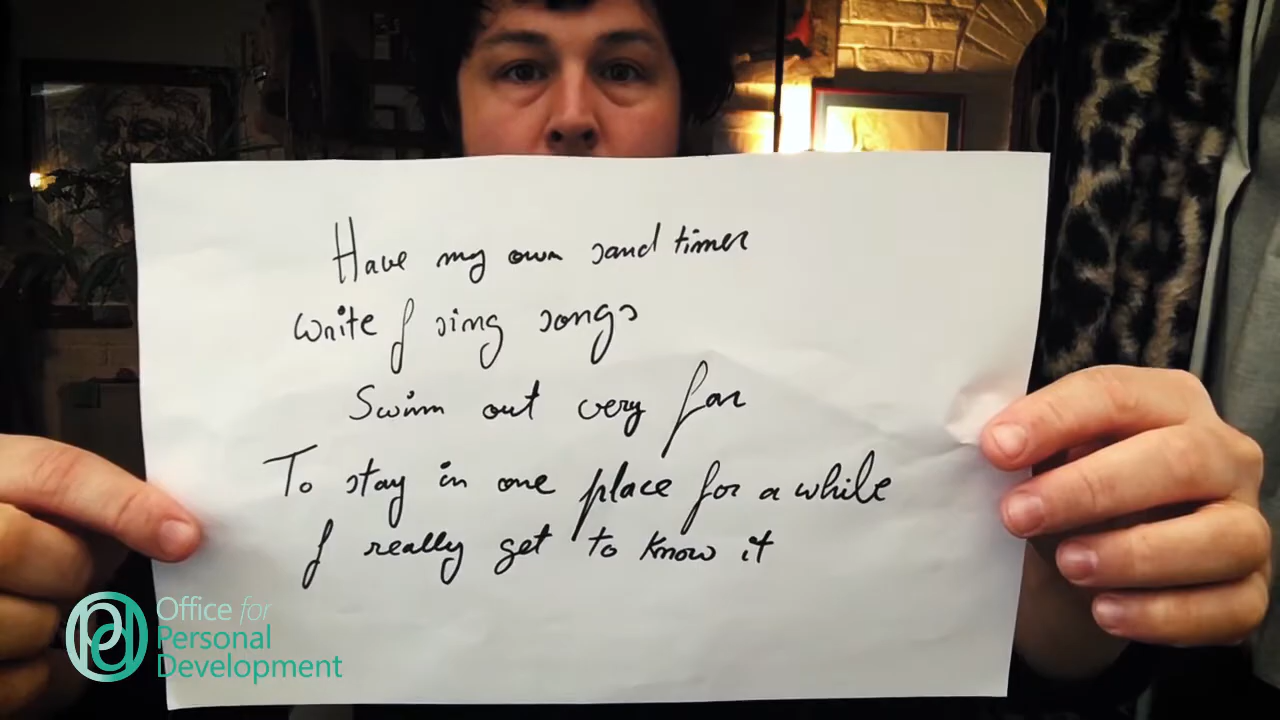 Have my own sand timer
Write & sing songs
Swim out very far
To stay in one place for a while
& really get to know it
Office for
Personal
Development